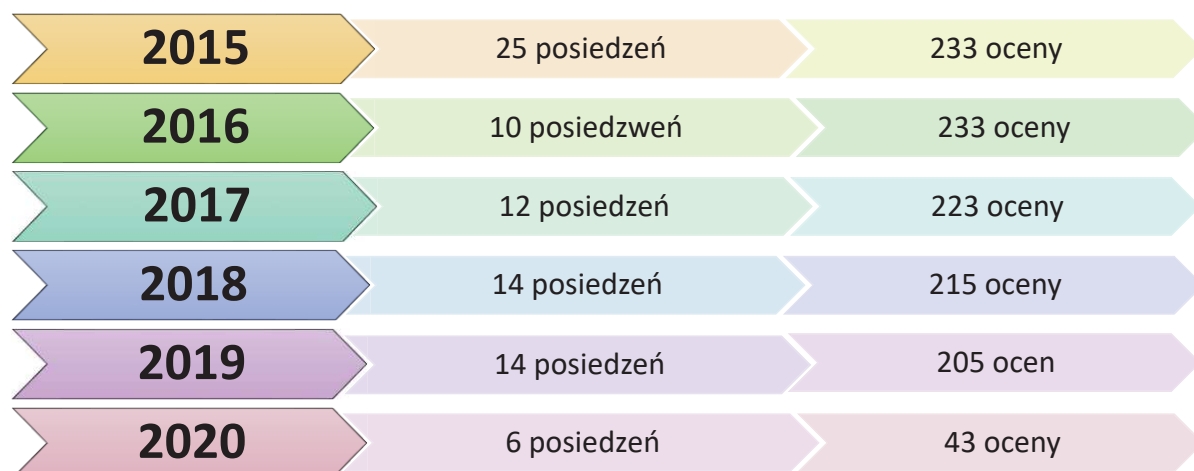 2015 25 posiedzeń 233 oceny
2016 10 posiedzweń 233 oceny
2017 12 posiedzeń 223 oceny
2018 14 posiedzeń 215 oceny
2019 14 posiedzeń 205 ocen
2020 6 posiedzeń 43 oceny